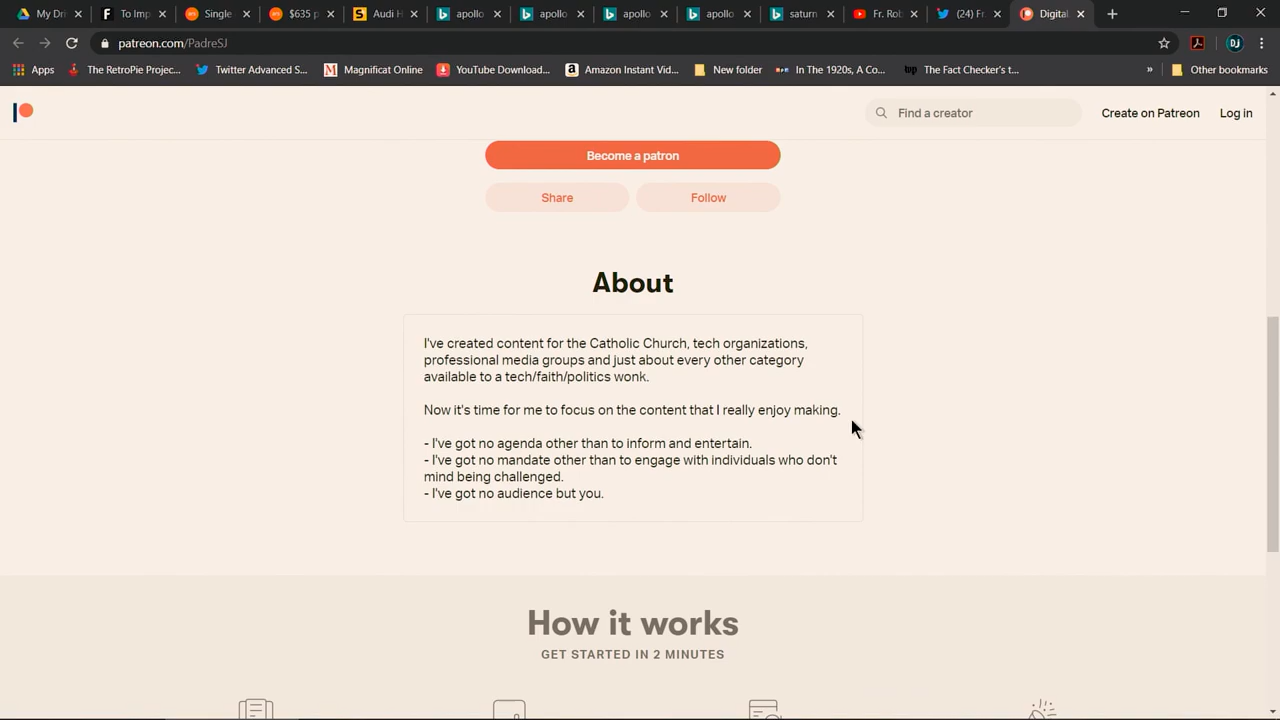 My Dri
To Imp
Single
$635 p
Audi H
apollo
apollo
apollo
apollo
saturn
Fr. Rob
(24) Fr.
Digital
patreon.com/PadreSJ
DJ
Apps
The RetroPie Projec...
Twitter Advanced S...
Magnificat Online
YouTube Download...
Amazon Instant Vid...
New folder
In The 1920s, A Co...
The Fact Checker's t...
»
Other bookmarks
Find a creator
Create on Patreon
Log in
Become a patron
Share
Follow
About
I've created content for the Catholic Church, tech organizations,
professional media groups and just about every other category
available to a tech/faith/politics wonk.
Now it's time for me to focus on the content that I really enjoy making.
- I've got no agenda other than to inform and entertain.
- I've got no mandate other than to engage with individuals who don't
mind being challenged.
- I've got no audience but you.
How it works
GET STARTED IN 2 MINUTES